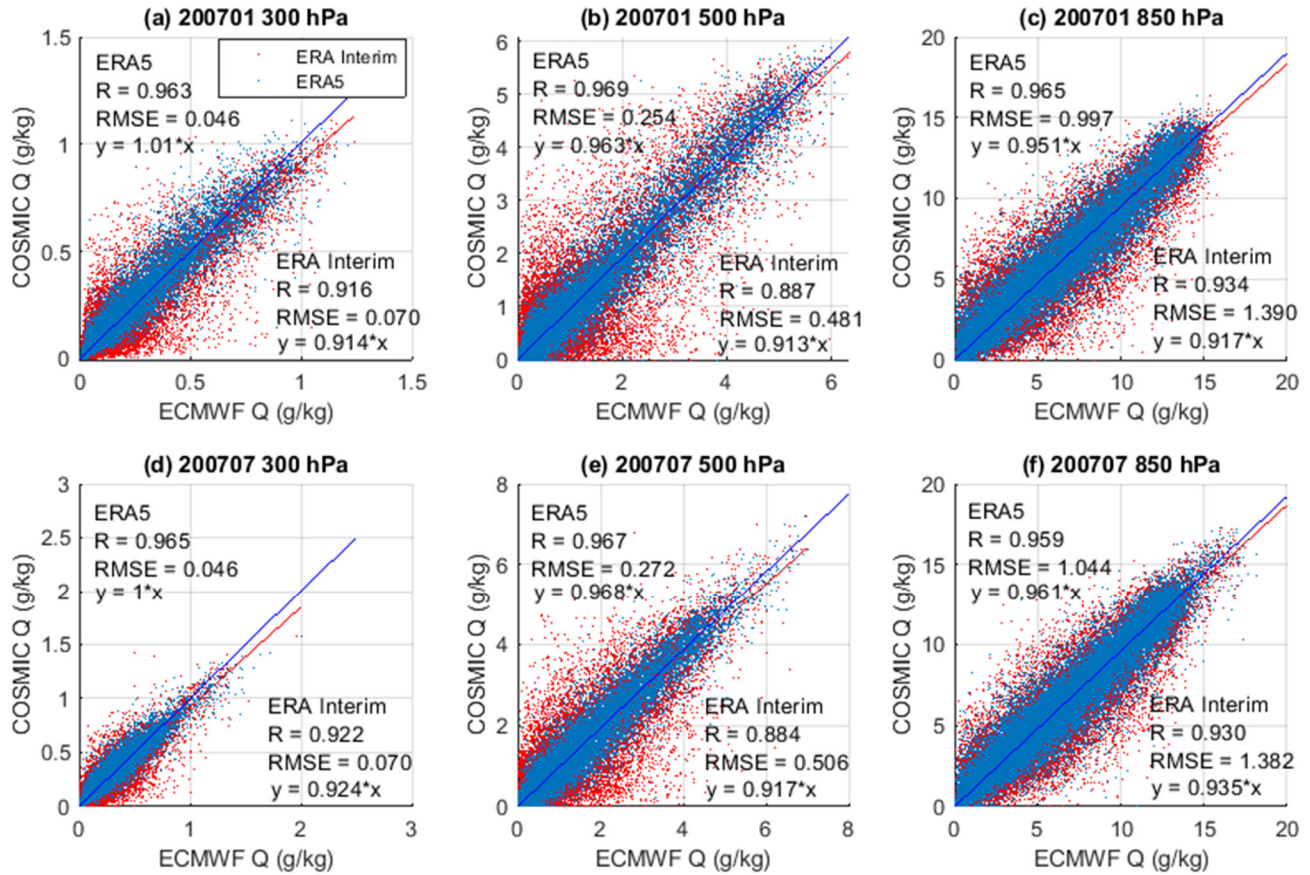 (a) 200701 300 hPa
1.5
1
0.5
0
0
0.5
1
1.5
COSMIC Q (g/kg)
ECMWF Q (g/kg)
ERA Interim
ERA5
ERA5
R = 0.963
RMSE = 0.046
y = 1.01*x
ERA Interim
R = 0.916
RMSE = 0.070
y = 0.914*x
(b) 200701 500 hPa
6
5
4
3
2
1
0
0
2
4
6
COSMIC Q (g/kg)
ECMWF Q (g/kg)
ERA5
R = 0.969
RMSE = 0.254
y = 0.963*x
ERA Interim
R = 0.887
RMSE = 0.481
y = 0.913*x
(c) 200701 850 hPa
20
15
10
5
0
0
5
10
15
20
COSMIC Q (g/kg)
ECMWF Q (g/kg)
ERA5
R = 0.965
RMSE = 0.997
y = 0.951*x
ERA Interim
R = 0.934
RMSE = 1.390
y = 0.917*x
(d) 200707 300 hPa
3
2.5
2
1.5
1
0.5
0
0
1
2
3
COSMIC Q (g/kg)
ECMWF Q (g/kg)
ERA5
R = 0.965
RMSE = 0.046
y = 1*x
ERA Interim
R = 0.922
RMSE = 0.070
y = 0.924*x
(e) 200707 500 hPa
8
6
4
2
0
0
2
4
6
8
COSMIC Q (g/kg)
ECMWF Q (g/kg)
ERA5
R = 0.967
RMSE = 0.272
y = 0.968*x
ERA Interim
R = 0.884
RMSE = 0.506
y = 0.917*x
(f) 200707 850 hPa
20
15
10
5
0
0
5
10
15
20
COSMIC Q (g/kg)
ECMWF Q (g/kg)
ERA5
R = 0.959
RMSE = 1.044
y = 0.961*x
ERA Interim
R = 0.930
RMSE = 1.382
y = 0.935*x